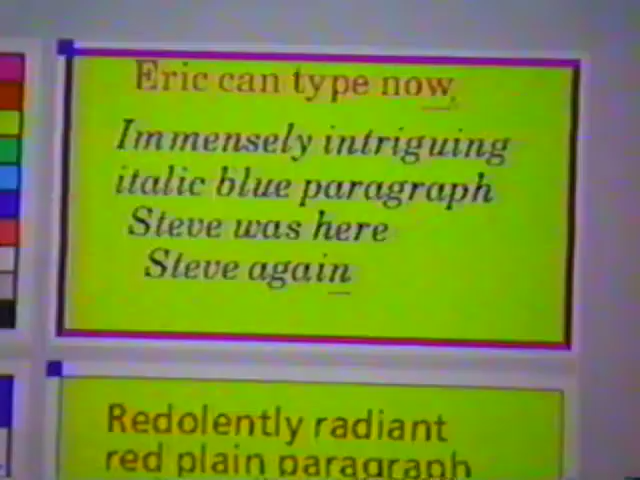 Eric can type now,
Immensely intriguing
italic blue paragraph
Steve was here
Steve again
Redolently radiant
red plain paragraph